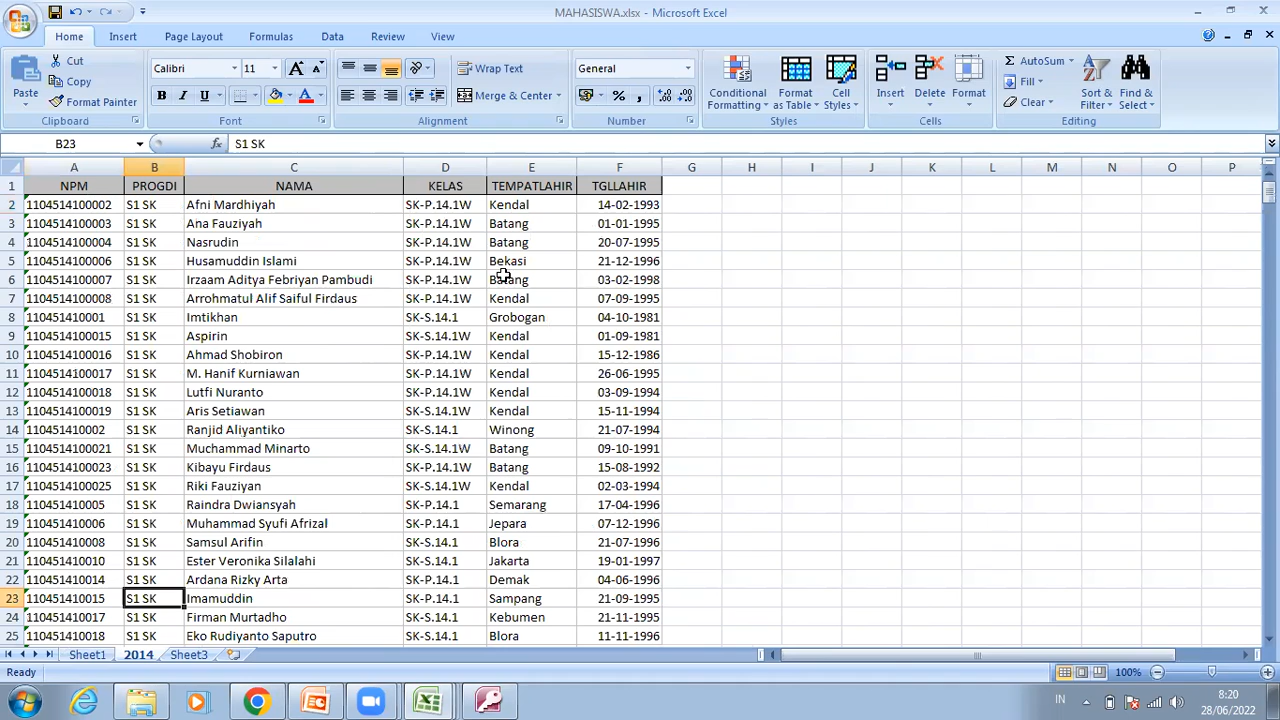 MAHASISWA.xlsx - Microsoft Excel
Home Insert Page Layout Formulas Data Review View
Paste Cut Calibri 11 Wrap Text General Conditional Formatting Format as Table Cell Styles Insert Delete Format AutoSum Sort & Filter Find & Select
Copy Fill
Format Painter Merge & Center Clear
Clipboard Font Alignment Number Styles Cells Editing
B23 fx S1 SK
A B C D E F G H I J K L M N O P
1 NPM PROGDI NAMA KELAS TEMPATLAHIR TGLLAHIR
2 1104514100002 S1 SK Afni Mardhiyah SK-P.14.1W Kendal 14-02-1993
3 1104514100003 S1 SK Ana Fauziyah SK-P.14.1W Batang 01-01-1995
4 1104514100004 S1 SK Nasrudin SK-P.14.1W Batang 20-07-1995
5 1104514100006 S1 SK Husamuddin Islami SK-P.14.1W Bekasi 21-12-1996
6 1104514100007 S1 SK Irzaam Aditya Febriyan Pambudi SK-P.14.1W Batang 03-02-1998
7 1104514100008 S1 SK Arrohmatul Alif Saiful Firdaus SK-P.14.1W Kendal 07-09-1995
8 110451410001 S1 SK Imtikhan SK-S.14.1 Grobogan 04-10-1981
9 1104514100015 S1 SK Aspirin SK-S.14.1W Kendal 01-09-1981
10 1104514100016 S1 SK Ahmad Shobiron SK-P.14.1W Kendal 15-12-1986
11 1104514100017 S1 SK M. Hanif Kurniawan SK-P.14.1W Kendal 26-06-1995
12 1104514100018 S1 SK Lutfi Nuranto SK-P.14.1W Kendal 03-09-1994
13 1104514100019 S1 SK Aris Setiawan SK-S.14.1W Kendal 15-11-1994
14 110451410002 S1 SK Ranjid Aliyantiko SK-S.14.1 Winong 21-07-1994
15 1104514100021 S1 SK Muchammad Minarto SK-P.14.1W Batang 09-10-1991
16 1104514100023 S1 SK Kibayu Firdaus SK-P.14.1W Batang 15-08-1992
17 1104514100025 S1 SK Riki Fauziyan SK-S.14.1W Kendal 02-03-1994
18 110451410005 S1 SK Raindra Dwiansyah SK-P.14.1 Semarang 17-04-1996
19 110451410006 S1 SK Muhammad Syufi Afrizal SK-P.14.1 Jepara 07-12-1996
20 110451410008 S1 SK Samsul Arifin SK-P.14.1 Blora 21-07-1996
21 110451410010 S1 SK Ester Veronika Silalahi SK-S.14.1 Jakarta 19-01-1997
22 110451410014 S1 SK Ardana Rizky Arta SK-P.14.1 Demak 04-06-1996
23 110451410015 S1 SK Imamuddin SK-P.14.1 Sampang 21-09-1995
24 110451410017 S1 SK Firman Murtadho SK-S.14.1 Kebumen 21-11-1995
25 110451410018 S1 SK Eko Rudiyanto Saputro SK-S.14.1 Blora 11-11-1996
Sheet1 2014 Sheet3
Ready 100%
IN 8:20
28/06/2022